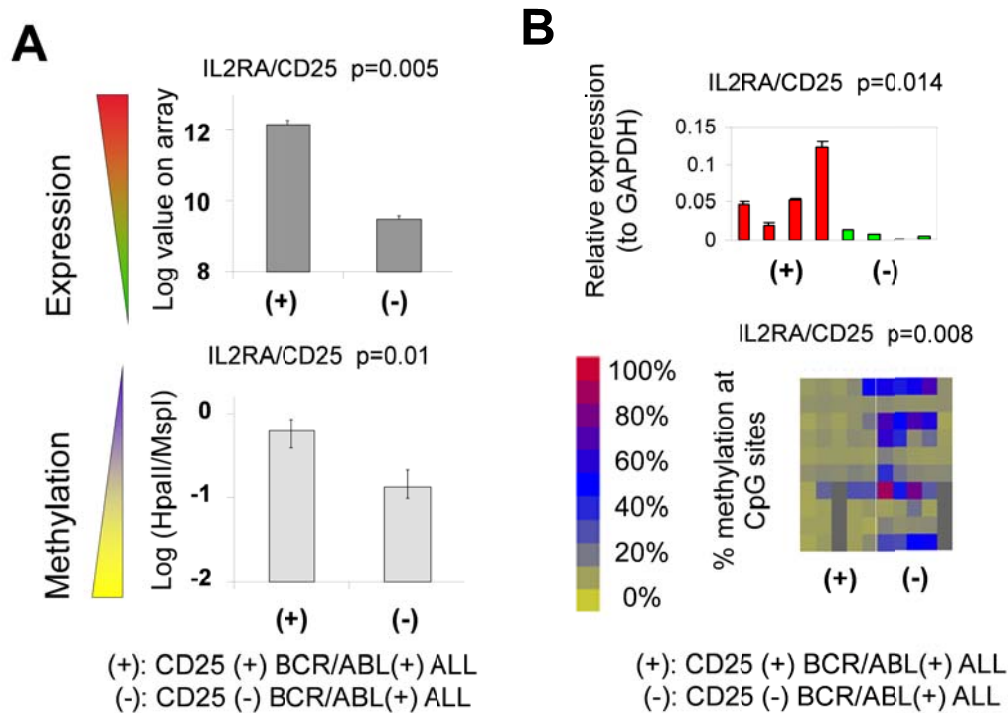 A
IL2RA/CD25 p=0.005
Expression
Log value on array
12
10
8
(+) (-)
IL2RA/CD25 p=0.01
Methylation
Log (HpaII/MspI)
0
-1
-2
(+) (-)
(+): CD25 (+) BCR/ABL(+) ALL
(-): CD25 (-) BCR/ABL(+) ALL
B
IL2RA/CD25 p=0.014
Relative expression
(to GAPDH)
0.15
0.05
0
(+) (-)
IL2RA/CD25 p=0.008
100%
80%
60%
40%
20%
0%
% methylation at
CpG sites
(+) (-)
(+): CD25 (+) BCR/ABL(+) ALL
(-): CD25 (-) BCR/ABL(+) ALL